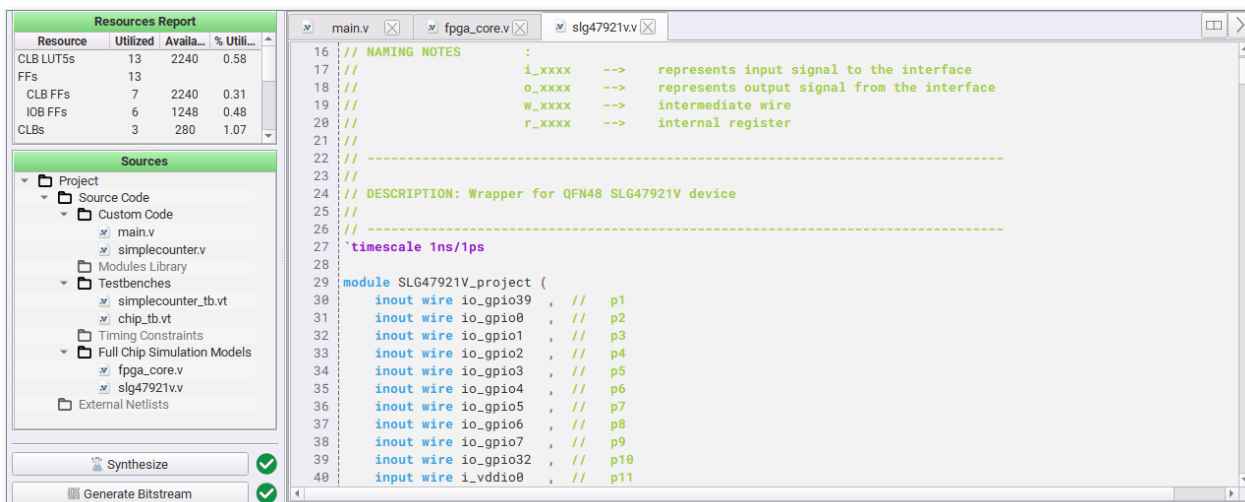 Resources Report
Resource Utilized Availa... % Utili...
CLB LUT5s 13 2240 0.58
FFs 13
CLB FFs 7 2240 0.31
IOB FFs 6 1248 0.48
CLBs 3 280 1.07
Sources
Project
Source Code
Custom Code
main.v
simplecounter.v
Modules Library
Testbenches
simplecounter_tb.vt
chip_tb.vt
Timing Constraints
Full Chip Simulation Models
fpga_core.v
slg47921v.v
External Netlists
Synthesize
Generate Bitstream
main.v fpga_core.v slg47921v.v
16 // NAMING NOTES :
17 // i_xxxx --> represents input signal to the interface
18 // o_xxxx --> represents output signal from the interface
19 // w_xxxx --> intermediate wire
20 // r_xxxx --> internal register
21 //
22 // ---------------------------------------------------------------------------------
23 //
24 // DESCRIPTION: Wrapper for QFN48 SLG47921V device
25 //
26 // ---------------------------------------------------------------------------------
27 `timescale 1ns/1ps
28
29 module SLG47921V_project (
30 inout wire io_gpio39 , // p1
31 inout wire io_gpio0 , // p2
32 inout wire io_gpio1 , // p3
33 inout wire io_gpio2 , // p4
34 inout wire io_gpio3 , // p5
35 inout wire io_gpio4 , // p6
36 inout wire io_gpio5 , // p7
37 inout wire io_gpio6 , // p8
38 inout wire io_gpio7 , // p9
39 inout wire io_gpio32 , // p10
40 input wire i_vddio0 , // p11